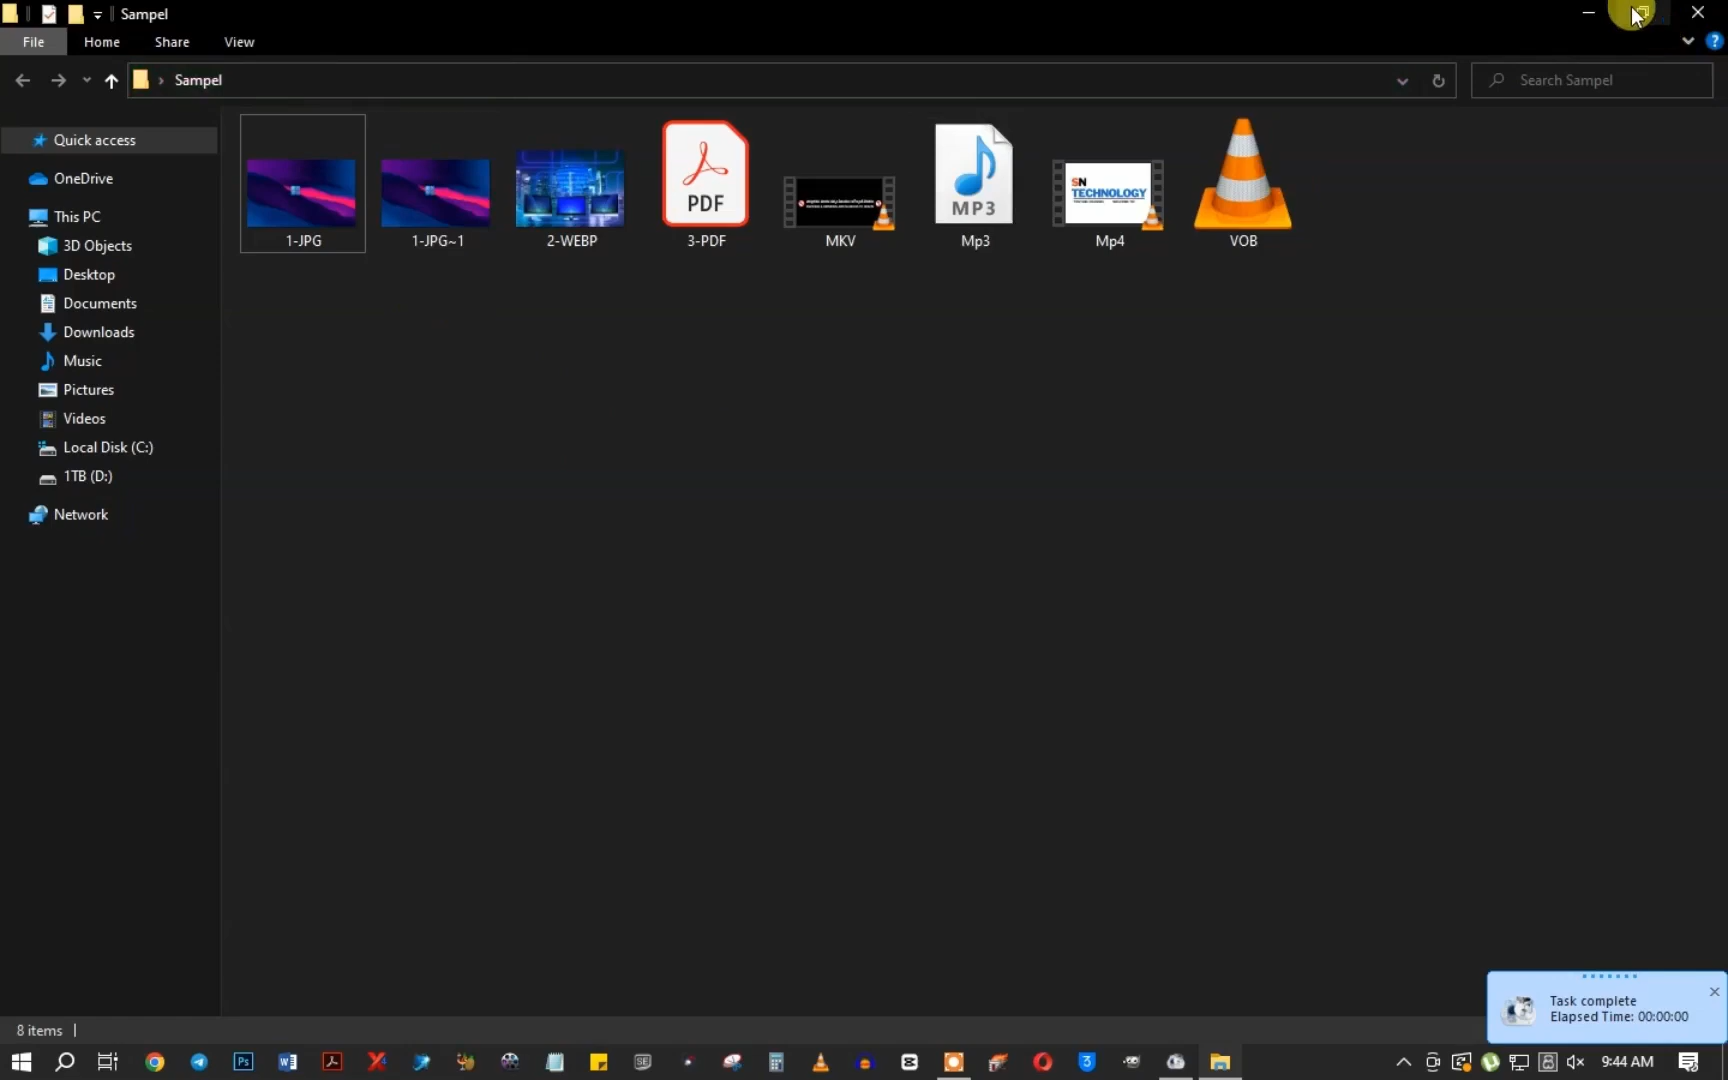 Sampel
File Home Share View
Sampel
Search Sampel
Quick access
OneDrive
This PC
3D Objects
Desktop
Documents
Downloads
Music
Pictures
Videos
Local Disk (C:)
1TB (D:)
Network
PDF
MP3
SN
TECHNOLOGY
1-JPG 1-JPG~1 2-WEBP 3-PDF MKV Mp3 Mp4 VOB
Task complete
Elapsed Time: 00:00:00
8 items
Ps
SE
9:44 AM